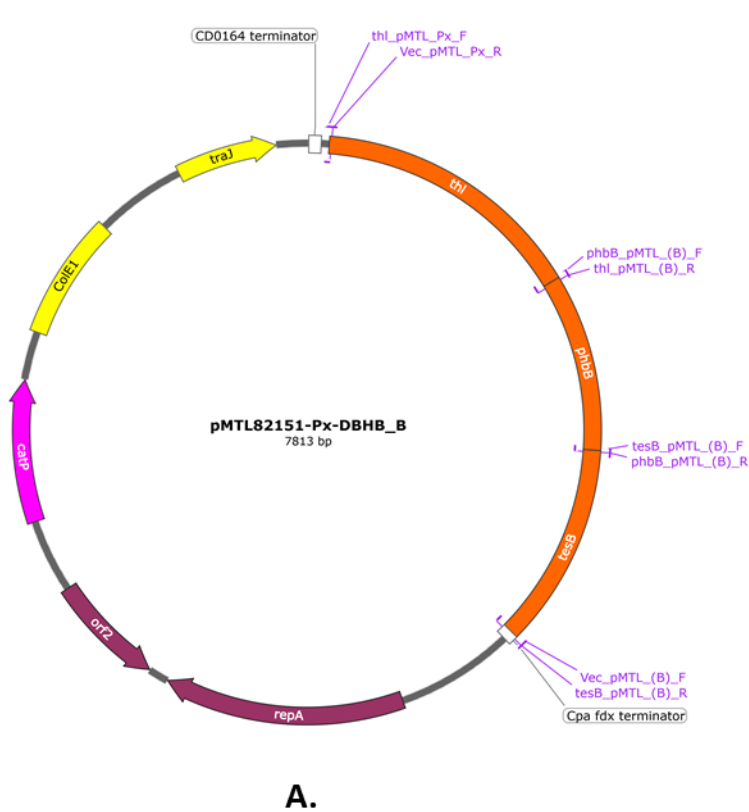 CD0164 terminator
thl_pMTL_Px_F
Vec_pMTL_Px_R
traJ
thl
ColE1
phbB_pMTL_(B)_F
thl_pMTL_(B)_R
phbB
pMTL82151-Px-DBHB_B
7813 bp
catP
tesB_pMTL_(B)_F
phbB_pMTL_(B)_R
tesB
orf2
repA
Vec_pMTL_(B)_F
tesB_pMTL_(B)_R
Cpa fdx terminator
A.